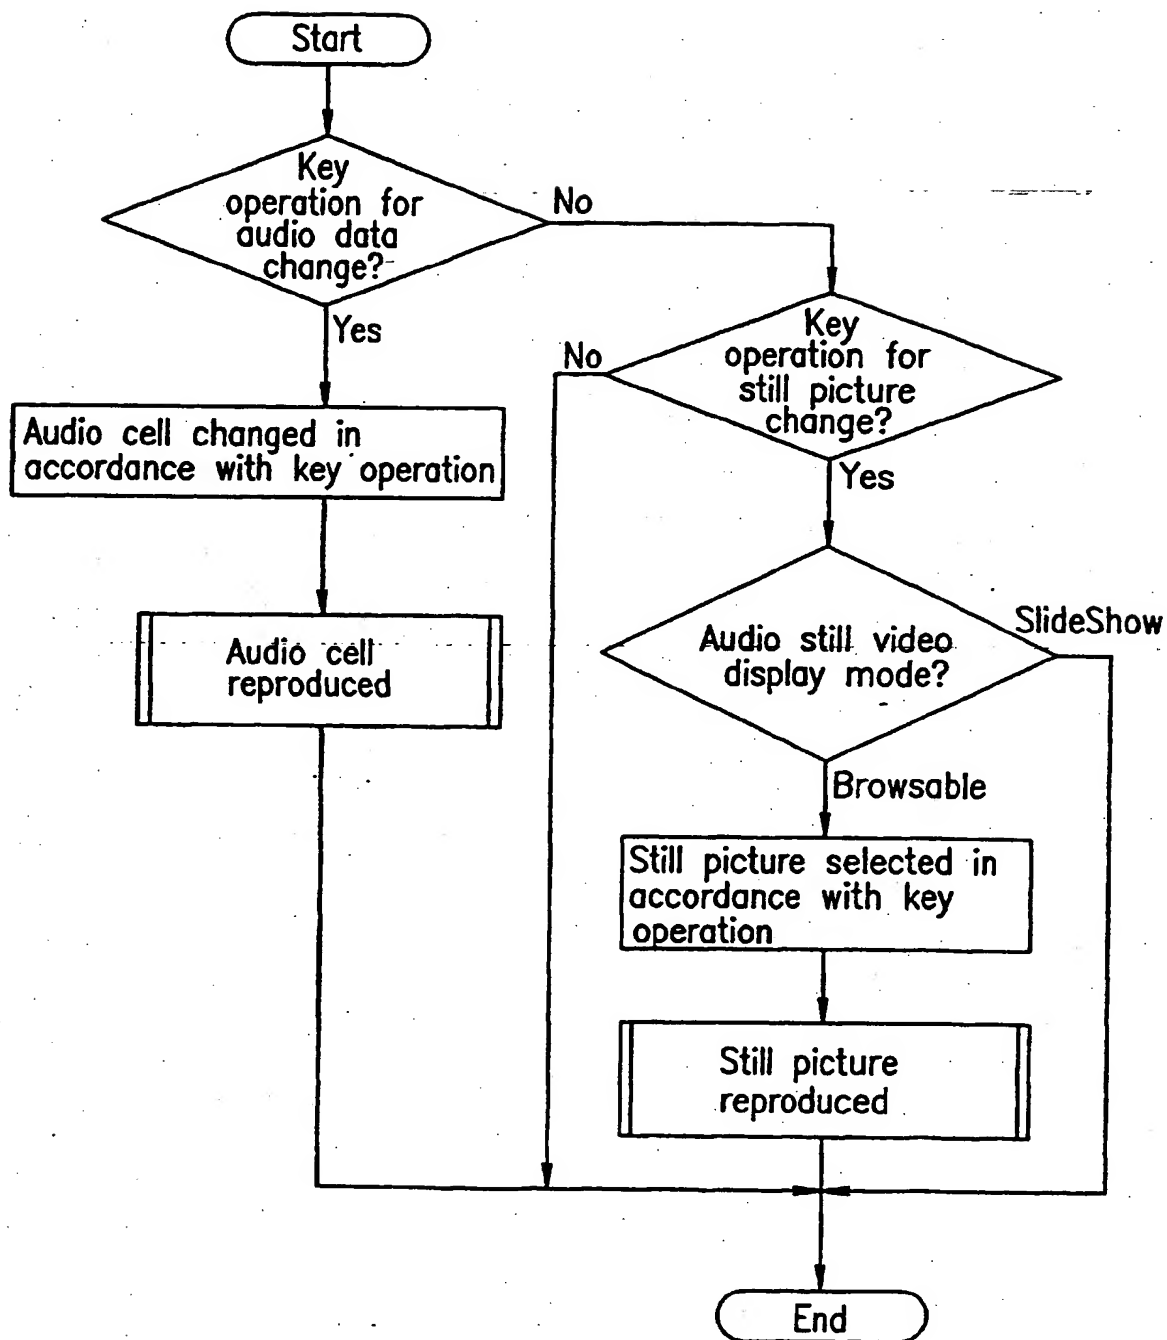 Start
Key
operation for
audio data
change?
No
Yes
Audio cell changed in
accordance with key operation
Audio cell
reproduced
Key
operation for
still picture
change?
No
Yes
Audio still video
display mode?
SlideShow
Browsable
Still picture selected in
accordance with key
operation
Still picture
reproduced
End